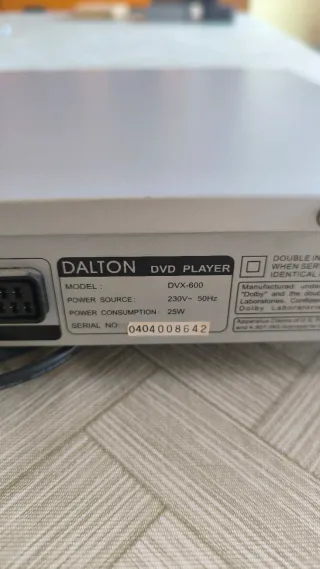 DALTON DVD PLAYER
MODEL : DVX-600
POWER SOURCE : 230V~ 50Hz
POWER CONSUMPTION : 25W
SERIAL NO: 0404008642
DOUBLE IN
WHEN SER
IDENTICAL
Manufactured unde
"Dolby" and the dou
Laboratories. Confiden
Dolby Laboratories